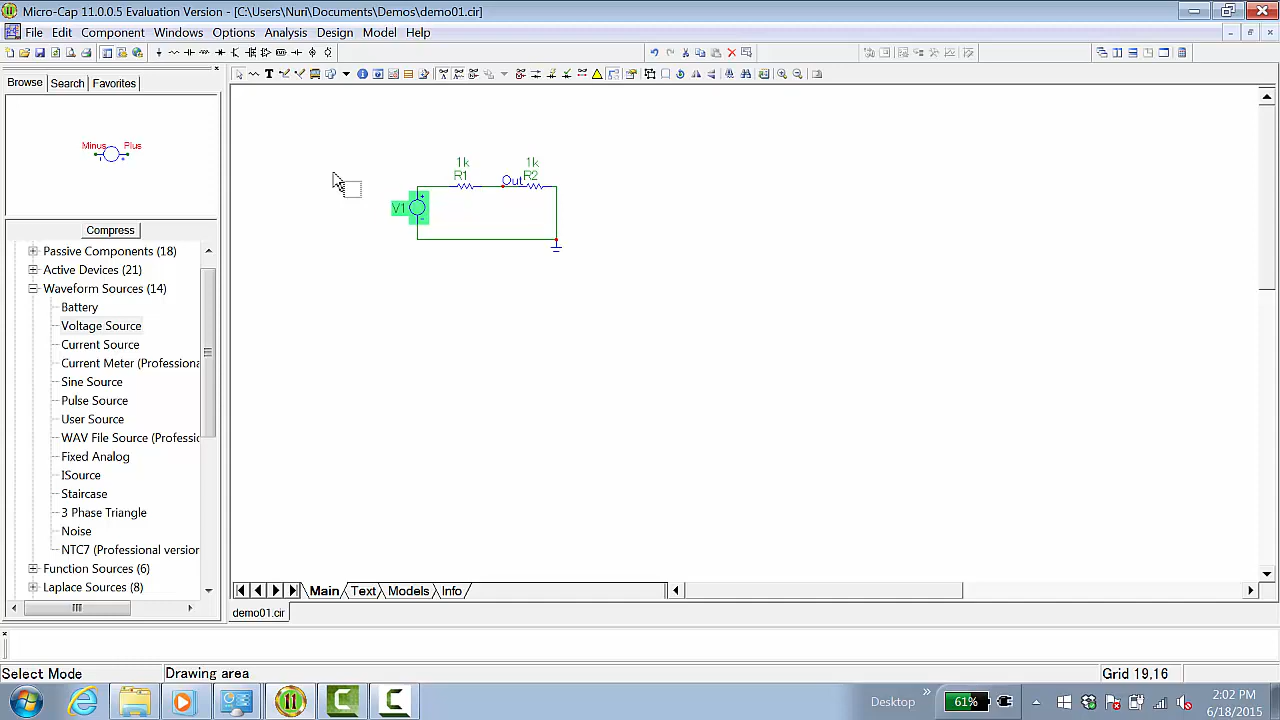 Micro-Cap 11.0.0.5 Evaluation Version - [C:\Users\Nuri\Documents\Demos\demo01.cir]
File Edit Component Windows Options Analysis Design Model Help
Browse Search Favorites
Minus Plus
Compress
Passive Components (18)
Active Devices (21)
Waveform Sources (14)
Battery
Voltage Source
Current Source
Current Meter (Professiona
Sine Source
Pulse Source
User Source
WAV File Source (Professic
Fixed Analog
ISource
Staircase
3 Phase Triangle
Noise
NTC7 (Professional version
Function Sources (6)
Laplace Sources (8)
1k 1k
R1 Out R2
V1
Main Text Models Info
demo01.cir
Select Mode Drawing area Grid 19,16
Desktop 61% 2:02 PM
6/18/2015